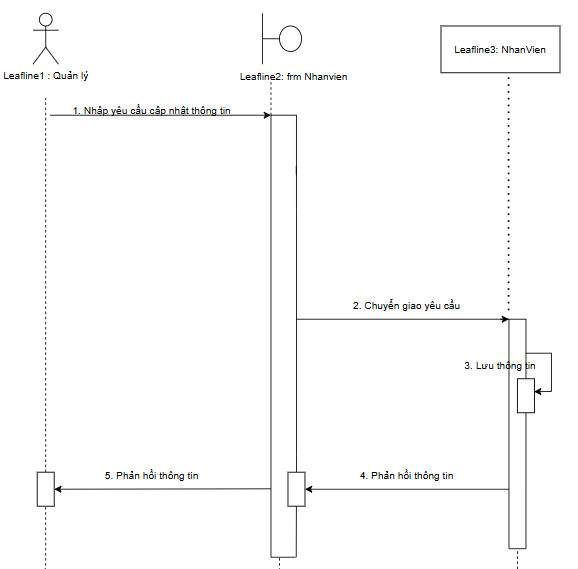 Leafline1 : Quản lý
Leafline2: frm Nhanvien
Leafline3: NhanVien
1. Nhập yêu cầu cập nhật thông tin
2. Chuyển giao yêu cầu
3. Lưu thông tin
4. Phản hồi thông tin
5. Phản hồi thông tin